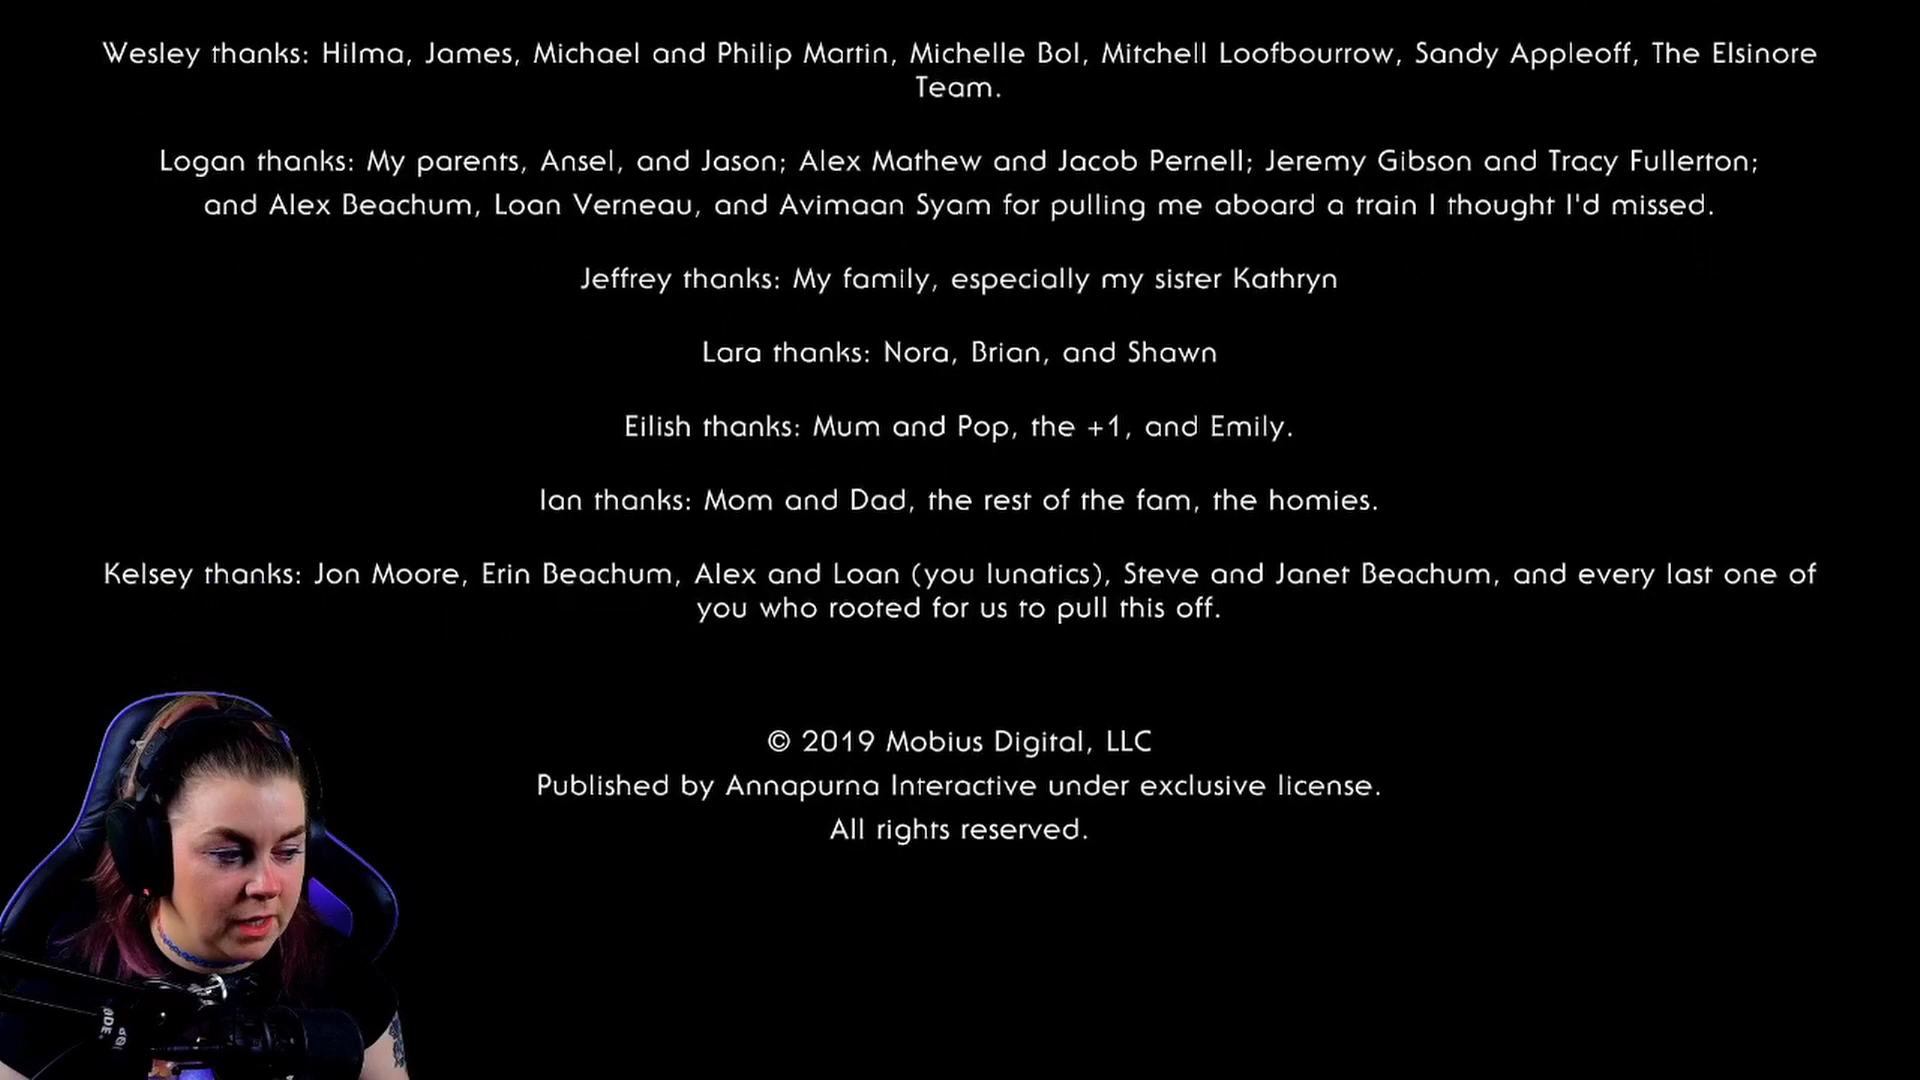 Wesley thanks: Hilma, James, Michael and Philip Martin, Michelle Bol, Mitchell Loofbourrow, Sandy Appleoff, The Elsinore
Team.
Logan thanks: My parents, Ansel, and Jason; Alex Mathew and Jacob Pernell; Jeremy Gibson and Tracy Fullerton;
and Alex Beachum, Loan Verneau, and Avimaan Syam for pulling me aboard a train I thought I'd missed.
Jeffrey thanks: My family, especially my sister Kathryn
Lara thanks: Nora, Brian, and Shawn
Eilish thanks: Mum and Pop, the +1, and Emily.
Ian thanks: Mom and Dad, the rest of the fam, the homies.
Kelsey thanks: Jon Moore, Erin Beachum, Alex and Loan (you lunatics), Steve and Janet Beachum, and every last one of
you who rooted for us to pull this off.
© 2019 Mobius Digital, LLC
Published by Annapurna Interactive under exclusive license.
All rights reserved.